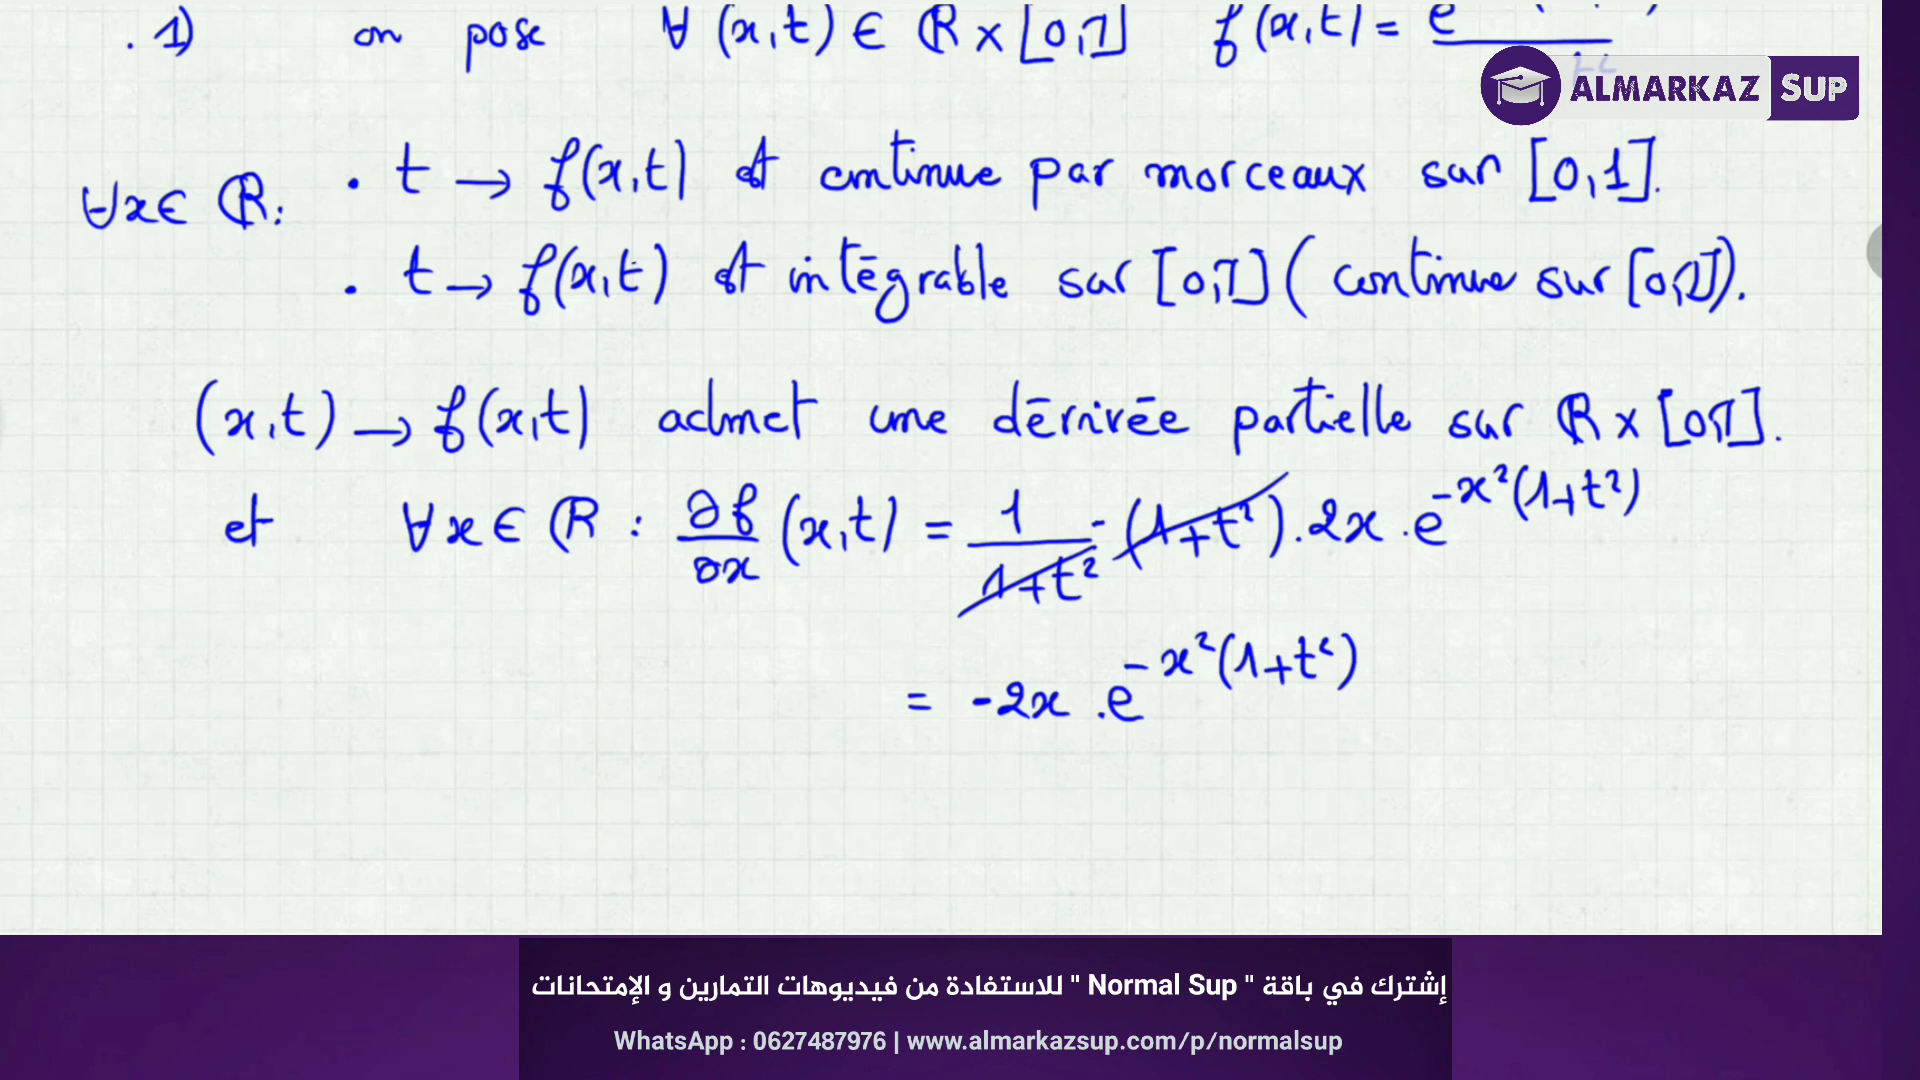 . 1) on pose ∀ (x,t) ∈ ℝ x [0,1] f(x,t) = e
ALMARKAZ SUP
∀x ∈ ℝ: . t → f(x,t) est continue par morceaux sur [0,1].
. t → f(x,t) est intégrable sur [0,1] ( continue sur [0,1]).
(x,t) → f(x,t) admet une dérivée partielle sur ℝ x [0,1].
et ∀x ∈ ℝ : ∂f/∂x (x,t) = 1/(1+t²) - (1+t²).2x .e^{-x²(1+t²)}
= -2x .e^{-x²(1+t²)}
إشترك في باقة " Normal Sup " للاستفادة من فيديوهات التمارين و الإمتحانات
WhatsApp : 0627487976 | www.almarkazsup.com/p/normalsup